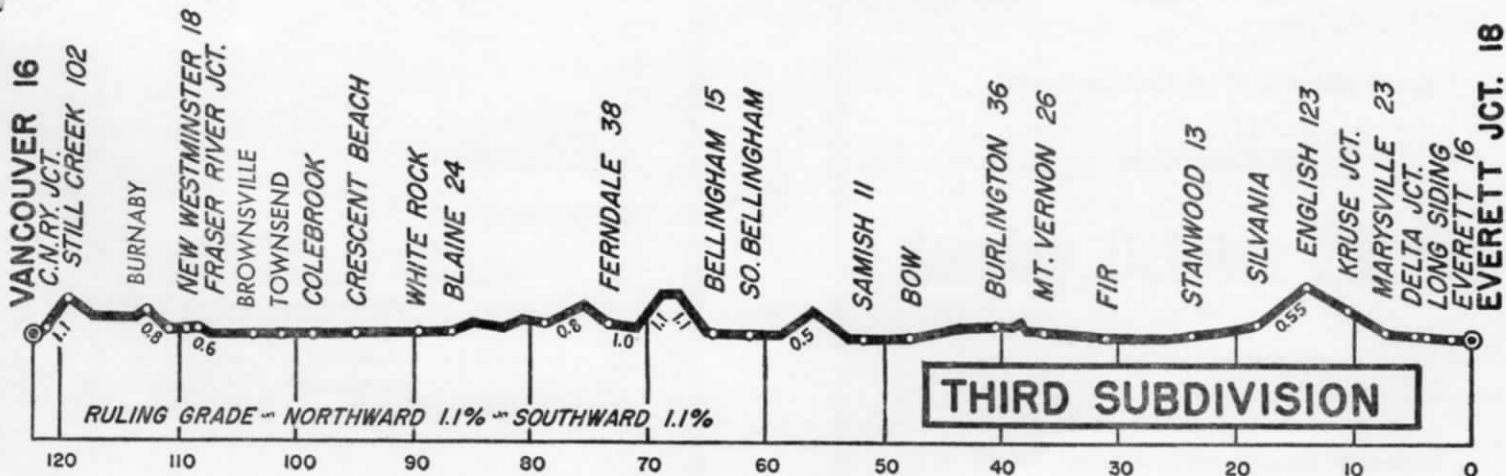 VANCOUVER 16
C.N.RY. JCT.
STILL CREEK 102
BURNABY
NEW WESTMINSTER 18
FRASER RIVER JCT.
BROWNSVILLE
TOWNSEND
COLEBROOK
CRESCENT BEACH
WHITE ROCK
BLAINE 24
FERNDALE 38
BELLINGHAM 15
SO. BELLINGHAM
SAMISH 11
BOW
BURLINGTON 36
MT. VERNON 26
FIR
STANWOOD 13
SILVANIA
ENGLISH 123
KRUSE JCT.
MARYSVILLE 23
DELTA JCT.
LONG SIDING
EVERETT 16
EVERETT JCT. 18
1.1
0.8
0.6
0.8
1.0
1.1
1.1
0.5
0.55
THIRD SUBDIVISION
RULING GRADE - NORTHWARD 1.1% - SOUTHWARD 1.1%
120 110 100 90 80 70 60 50 40 30 20 10 0